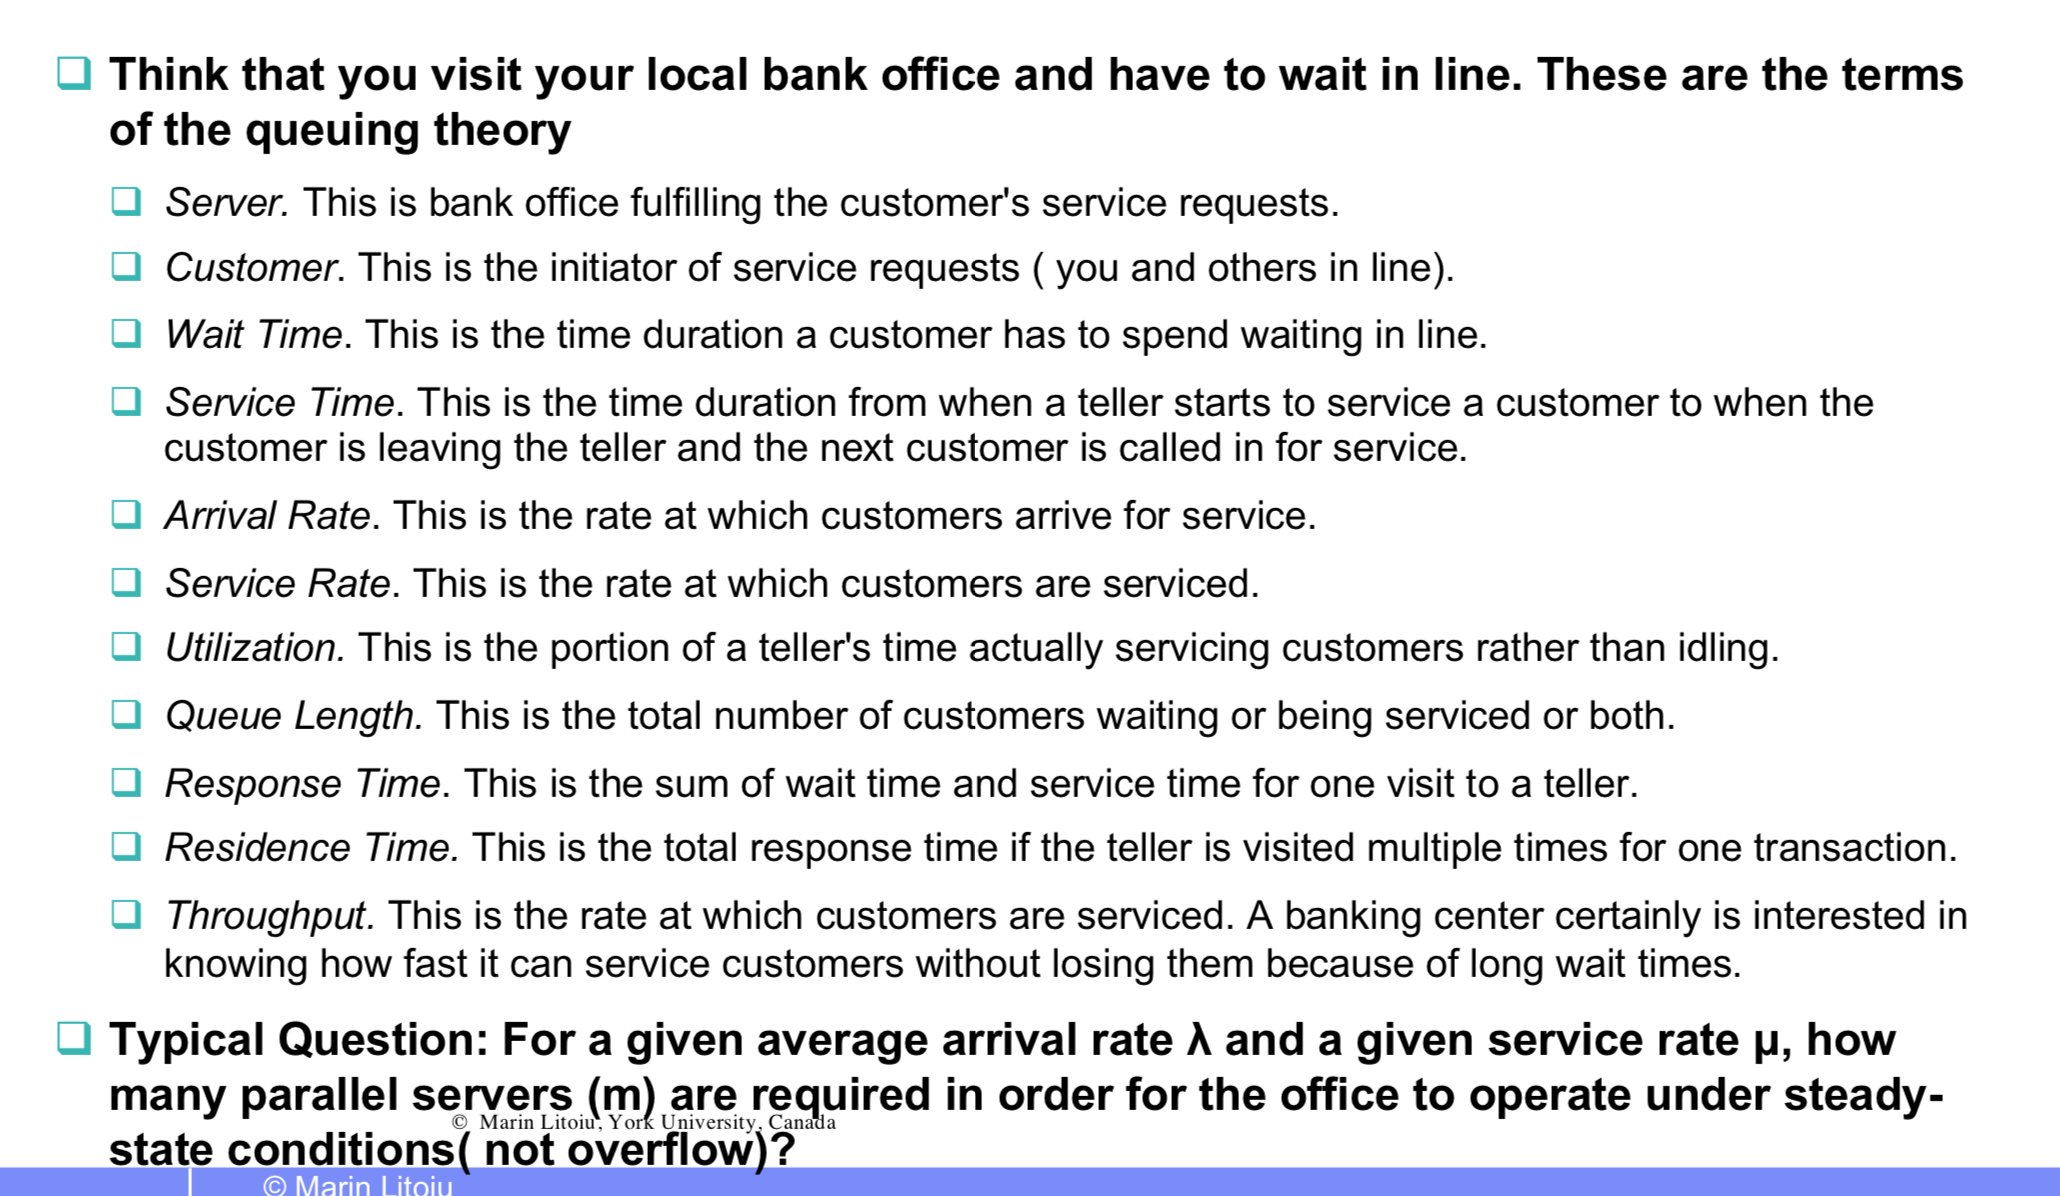 Think that you visit your local bank office and have to wait in line. These are the terms
of the queuing theory
Server. This is bank office fulfilling the customer's service requests.
Customer. This is the initiator of service requests ( you and others in line).
Wait Time. This is the time duration a customer has to spend waiting in line.
Service Time. This is the time duration from when a teller starts to service a customer to when the
customer is leaving the teller and the next customer is called in for service.
Arrival Rate. This is the rate at which customers arrive for service.
Service Rate. This is the rate at which customers are serviced.
Utilization. This is the portion of a teller's time actually servicing customers rather than idling.
Queue Length. This is the total number of customers waiting or being serviced or both.
Response Time. This is the sum of wait time and service time for one visit to a teller.
Residence Time. This is the total response time if the teller is visited multiple times for one transaction.
Throughput. This is the rate at which customers are serviced. A banking center certainly is interested in
knowing how fast it can service customers without losing them because of long wait times.
Typical Question: For a given average arrival rate λ and a given service rate μ, how
many parallel servers (m) are required in order for the office to operate under steady-
© Marin Litoiu, York University, Canada
state conditions( not overflow)?
© Marin Litoiu